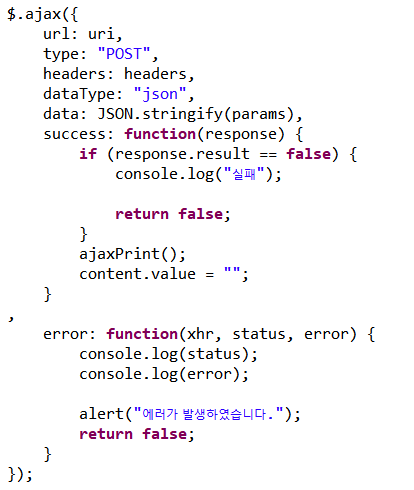 $.ajax({
    url: uri,
    type: "POST",
    headers: headers,
    dataType: "json",
    data: JSON.stringify(params),
    success: function(response) {
        if (response.result == false) {
            console.log("실패");

            return false;
        }
        ajaxPrint();
        content.value = "";
    }
,
    error: function(xhr, status, error) {
        console.log(status);
        console.log(error);

        alert("에러가 발생하였습니다.");
        return false;
    }
});